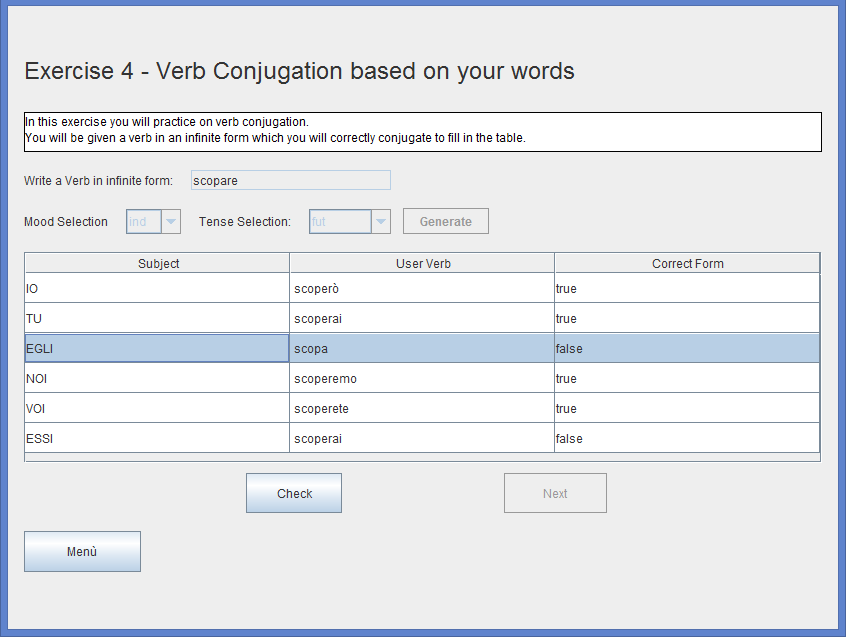 Exercise 4 - Verb Conjugation based on your words
In this exercise you will practice on verb conjugation.
You will be given a verb in an infinite form which you will correctly conjugate to fill in the table.
Write a Verb in infinite form: scopare
Mood Selection ind Tense Selection: fut Generate
Subject User Verb Correct Form
IO scoperò true
TU scoperai true
EGLI scopa false
NOI scoperemo true
VOI scoperete true
ESSI scoperai false
Check Next
Menù